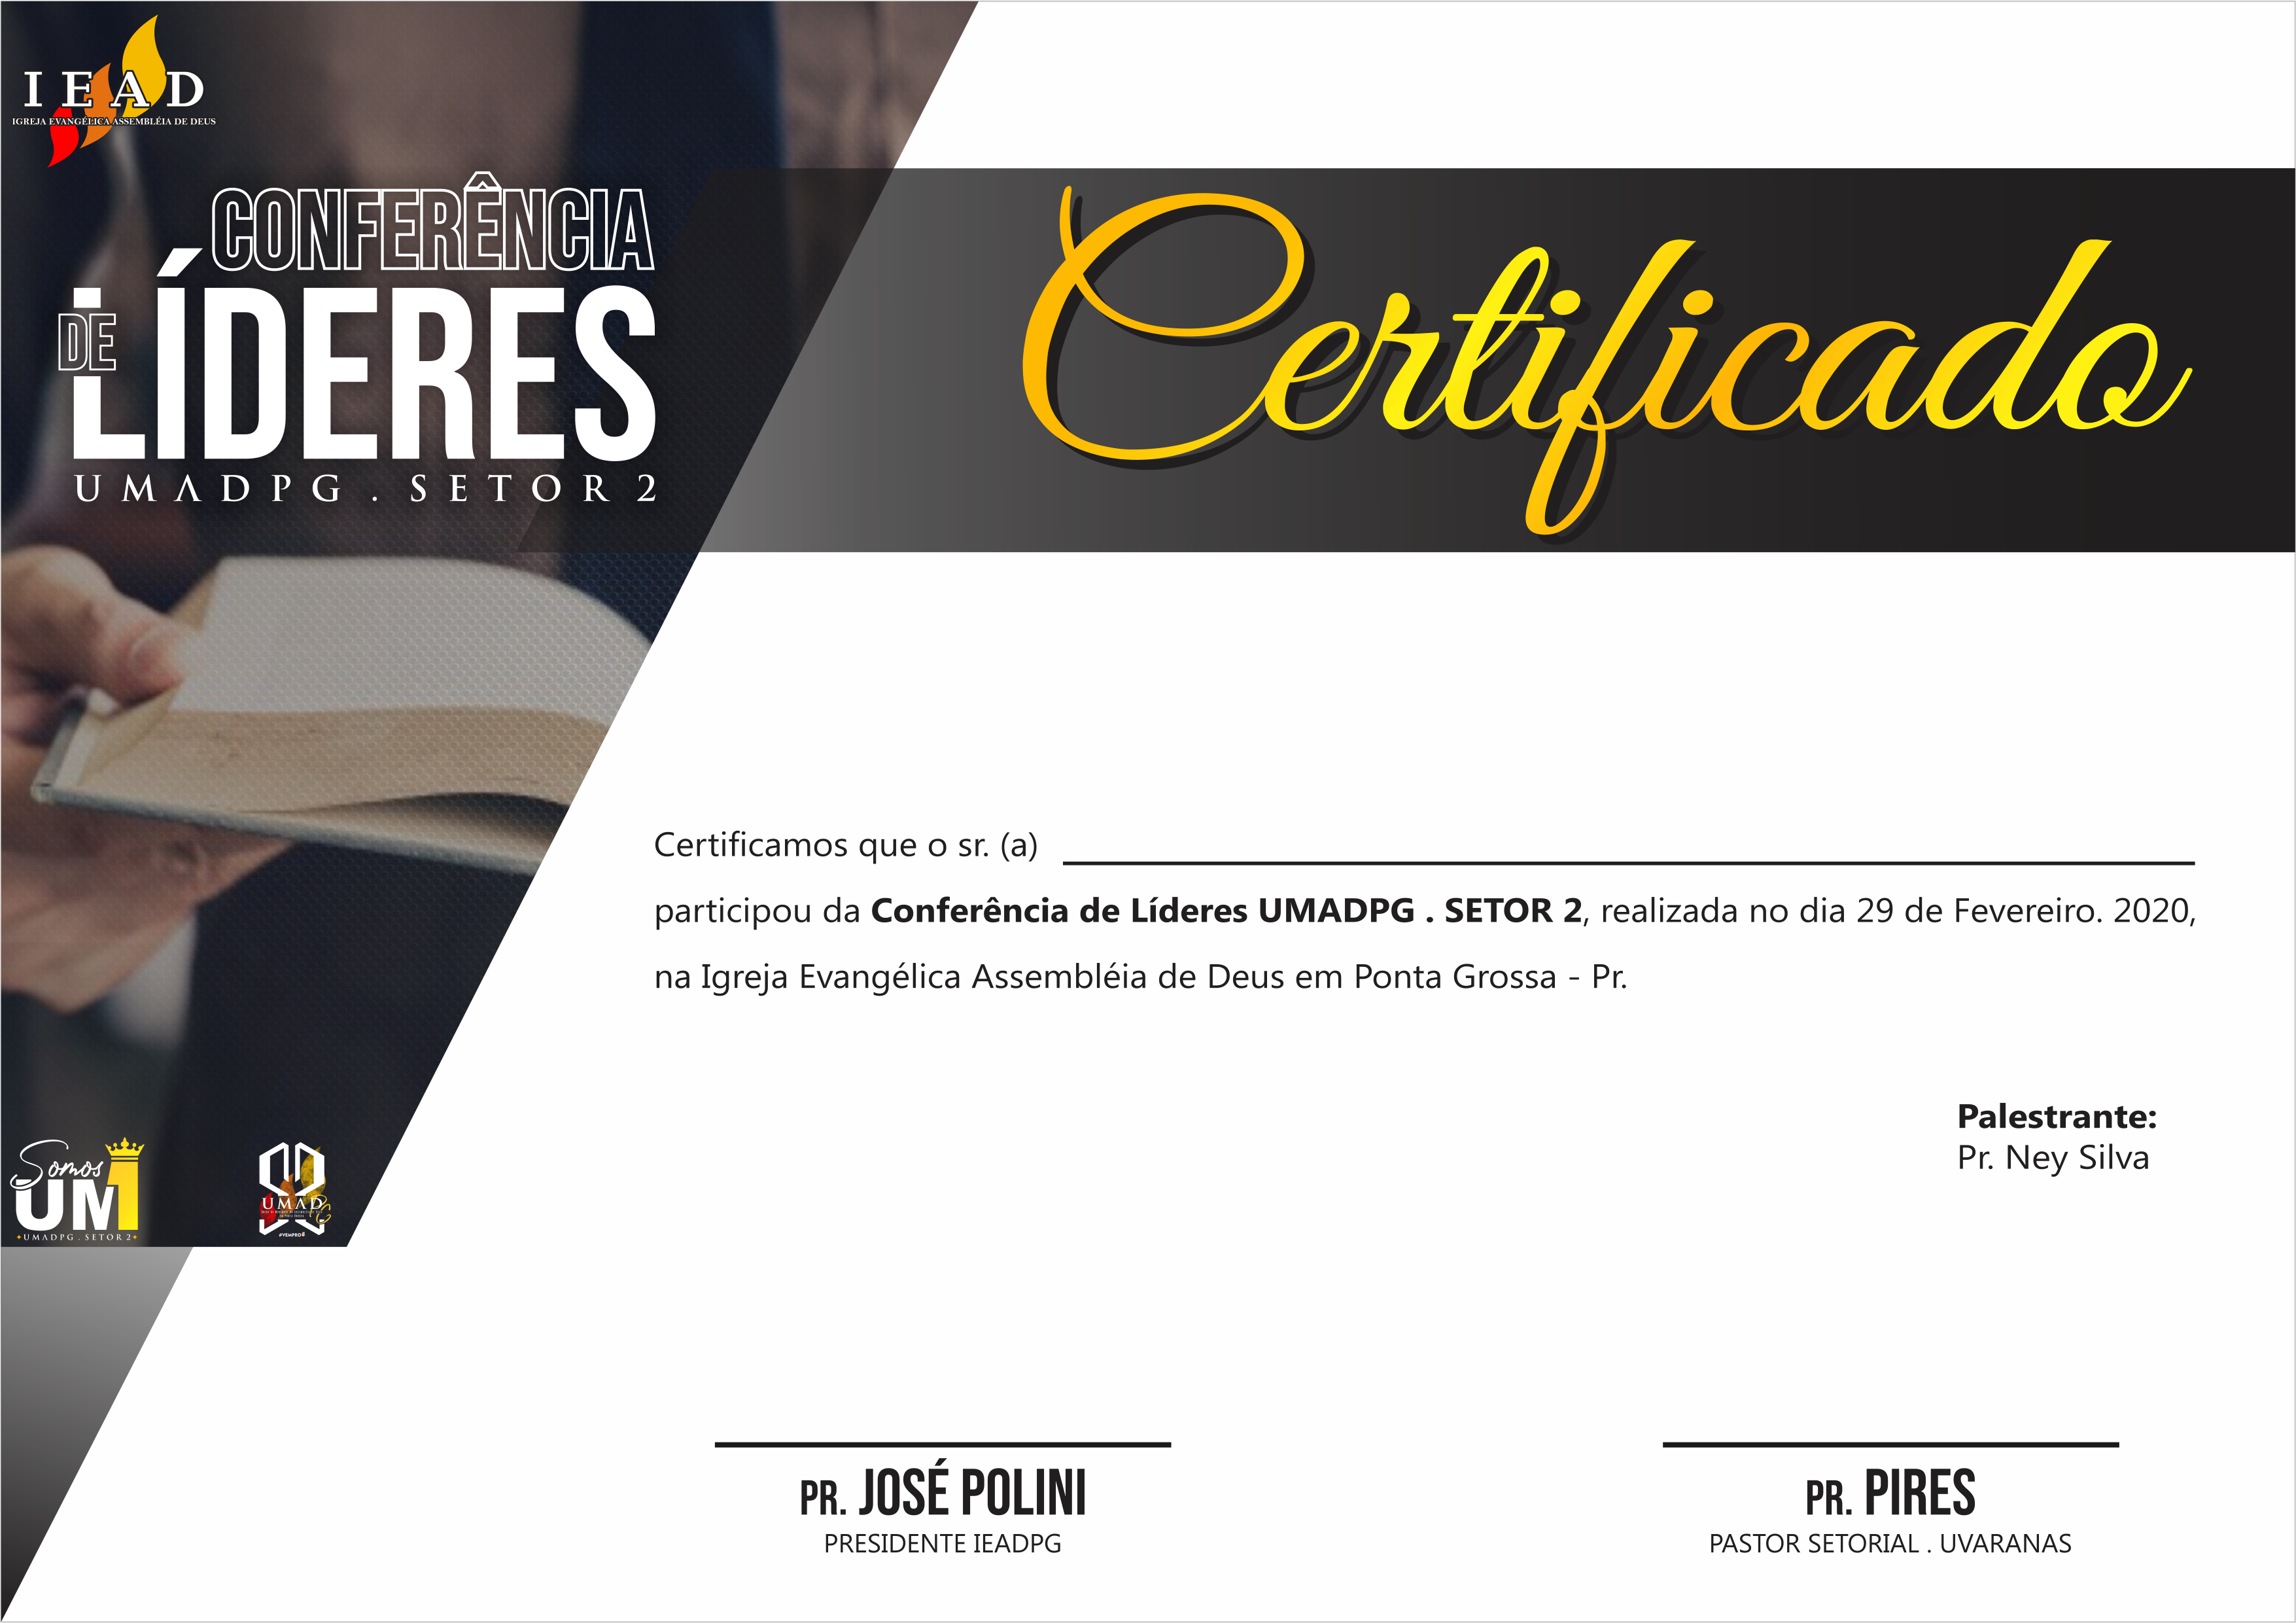 IEAD
IGREJA EVANGÉLICA ASSEMBLÉIA DE DEUS
CONFERÊNCIA
DE
LÍDERES
UMADPG . SETOR 2
Certificado
Certificamos que o sr. (a)
participou da Conferência de Líderes UMADPG . SETOR 2, realizada no dia 29 de Fevereiro. 2020,
na Igreja Evangélica Assembléia de Deus em Ponta Grossa - Pr.
Palestrante:
Pr. Ney Silva
Somos
UM1
UMADPG . SETOR 2
UMAD
#VEMPRO8
PR. JOSÉ POLINI
PRESIDENTE IEADPG
PR. PIRES
PASTOR SETORIAL . UVARANAS